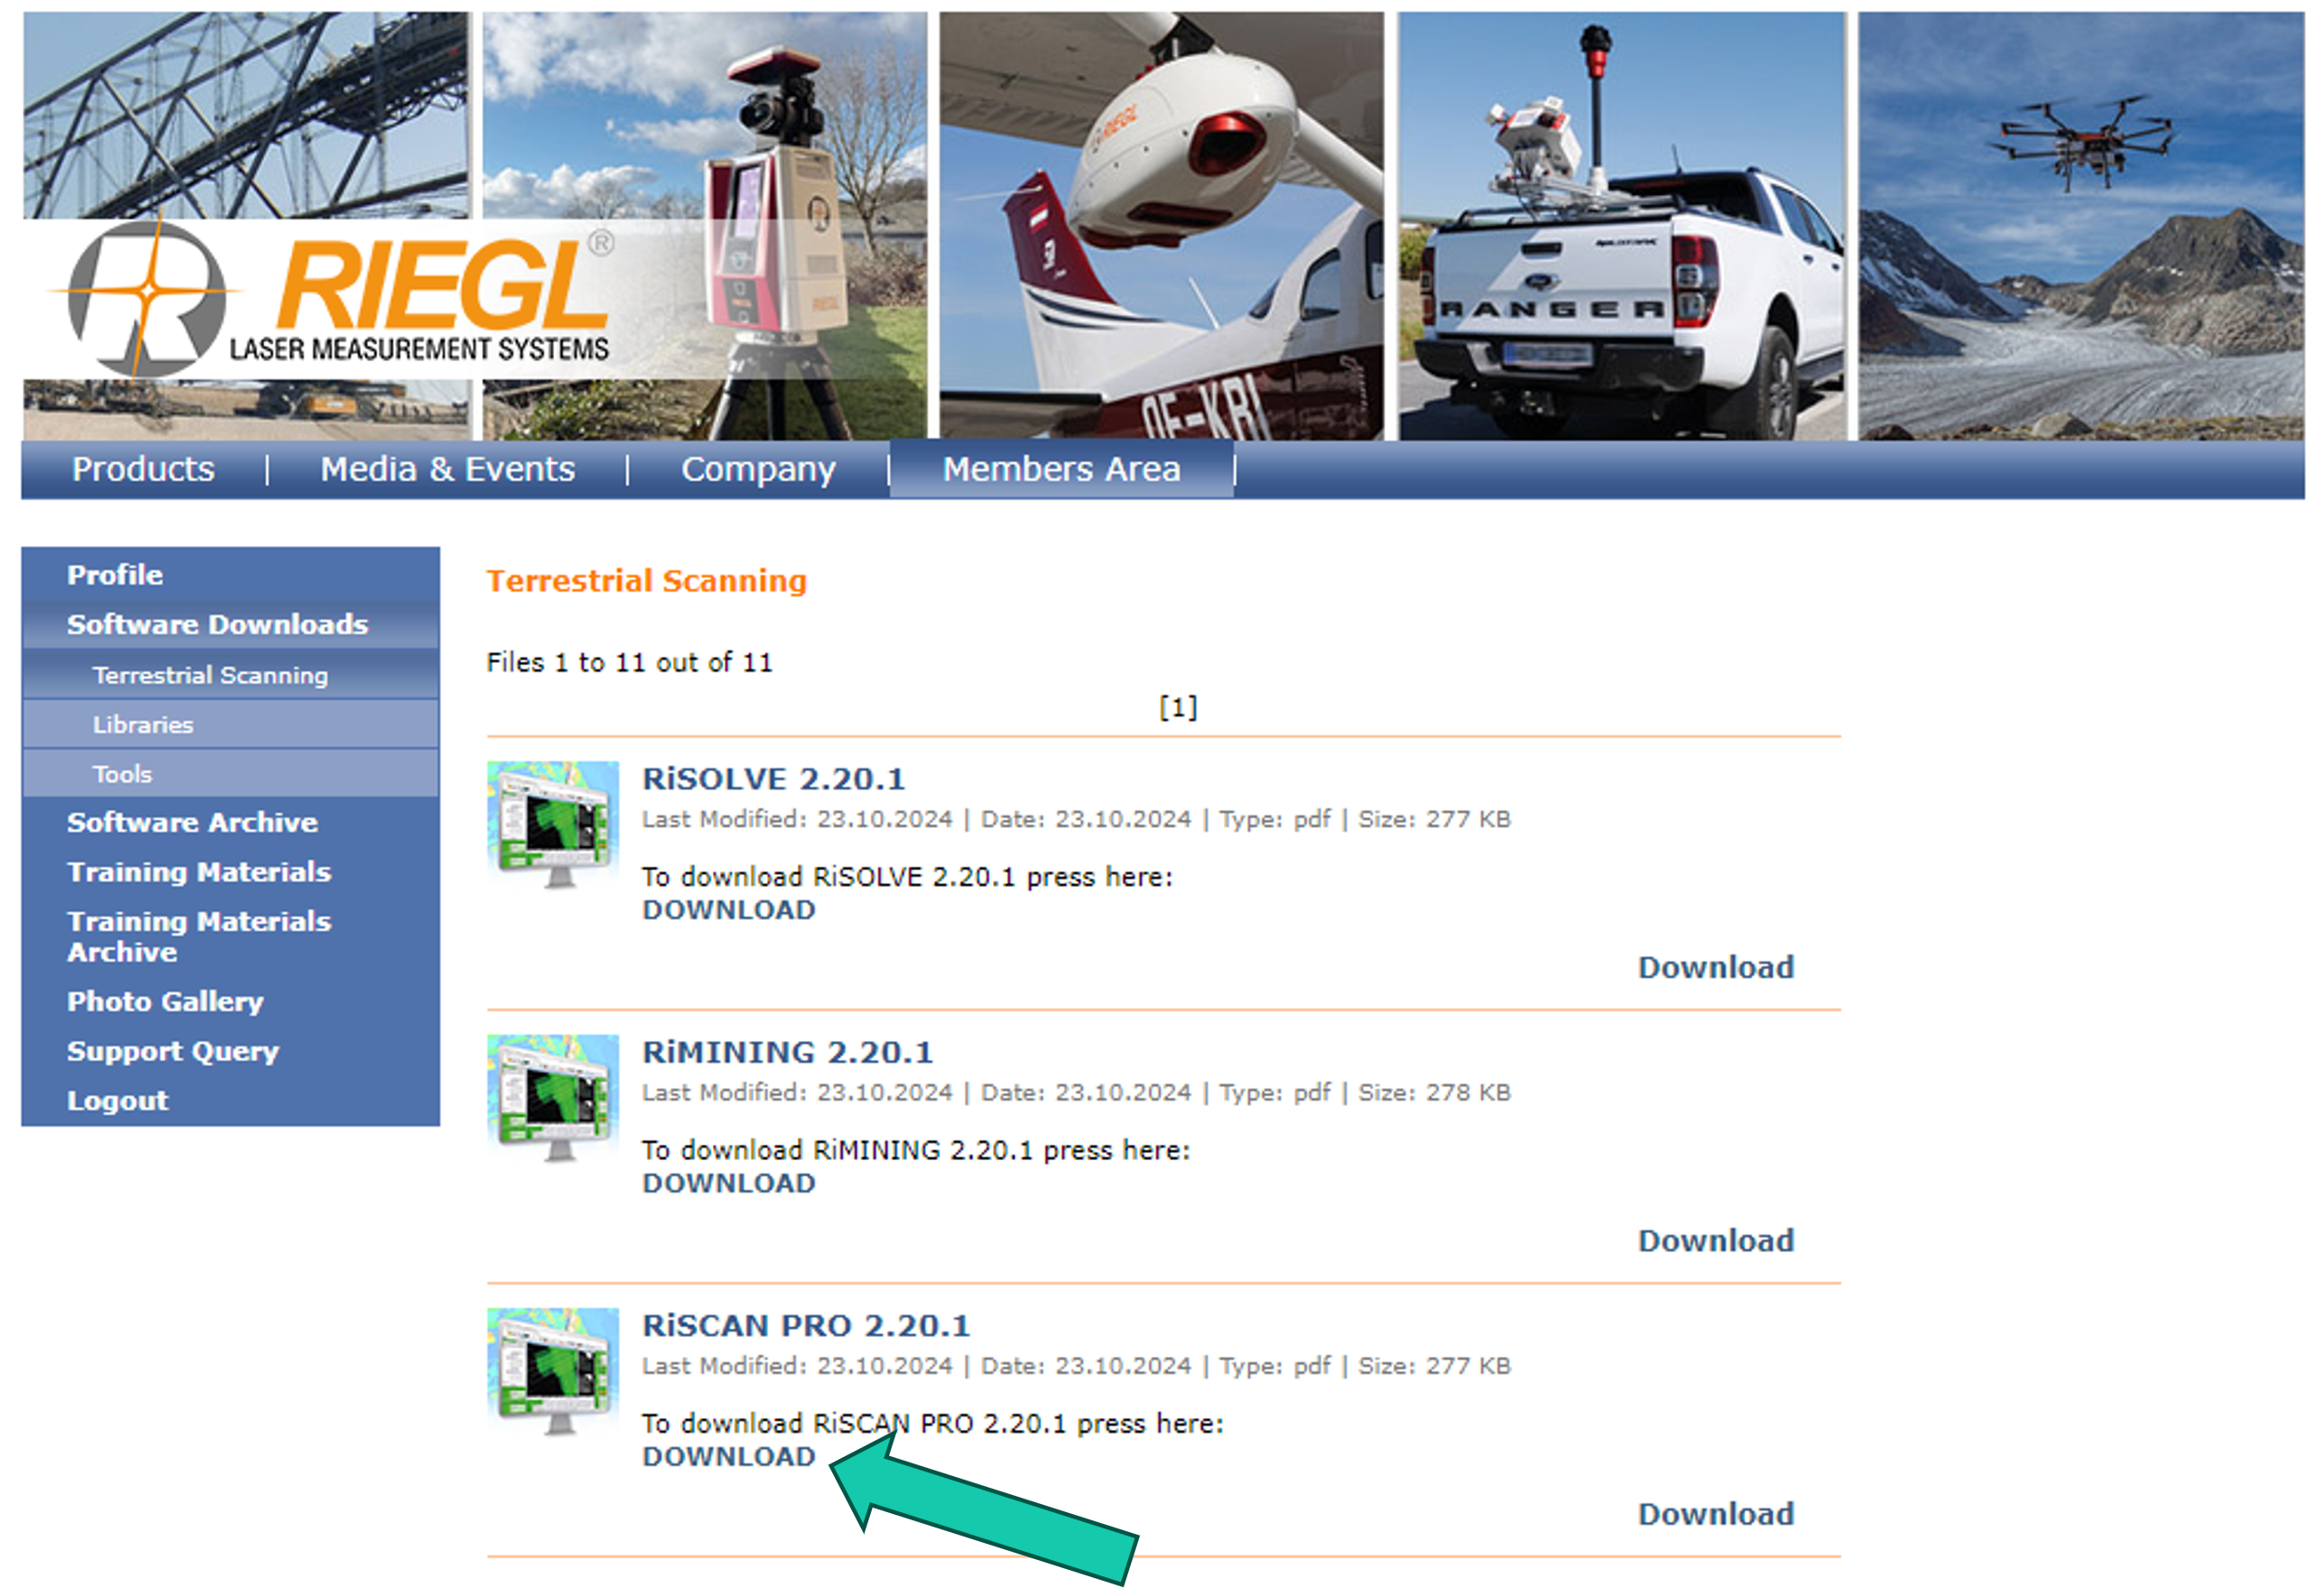 RIEGL
RIEGL
RIEGL®
LASER MEASUREMENT SYSTEMS
OE-KRI
RANGER
Products | Media & Events | Company | Members Area |
Profile
Software Downloads
Terrestrial Scanning
Libraries
Tools
Software Archive
Training Materials
Training Materials
Archive
Photo Gallery
Support Query
Logout
Terrestrial Scanning
Files 1 to 11 out of 11
[1]
RiSOLVE 2.20.1
Last Modified: 23.10.2024 | Date: 23.10.2024 | Type: pdf | Size: 277 KB
To download RiSOLVE 2.20.1 press here:
DOWNLOAD
Download
RiMINING 2.20.1
Last Modified: 23.10.2024 | Date: 23.10.2024 | Type: pdf | Size: 278 KB
To download RiMINING 2.20.1 press here:
DOWNLOAD
Download
RiSCAN PRO 2.20.1
Last Modified: 23.10.2024 | Date: 23.10.2024 | Type: pdf | Size: 277 KB
To download RiSCAN PRO 2.20.1 press here:
DOWNLOAD
Download